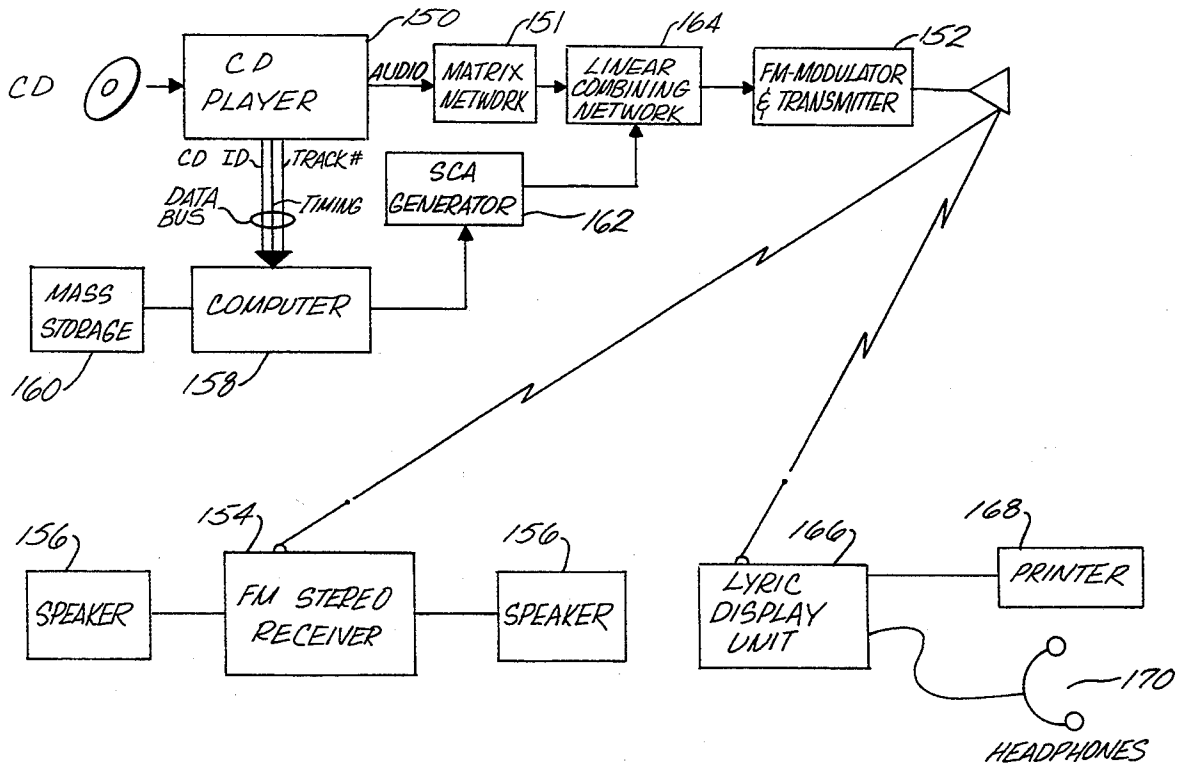 150
151
164
152
CD
CD
PLAYER
AUDIO
MATRIX
NETWORK
LINEAR
COMBINING
NETWORK
FM-MODULATOR
& TRANSMITTER
CD ID
TRACK#
DATA
BUS
TIMING
SCA
GENERATOR
162
MASS
STORAGE
COMPUTER
160
158
156
154
156
166
168
SPEAKER
FM STEREO
RECEIVER
SPEAKER
LYRIC
DISPLAY
UNIT
PRINTER
170
HEADPHONES